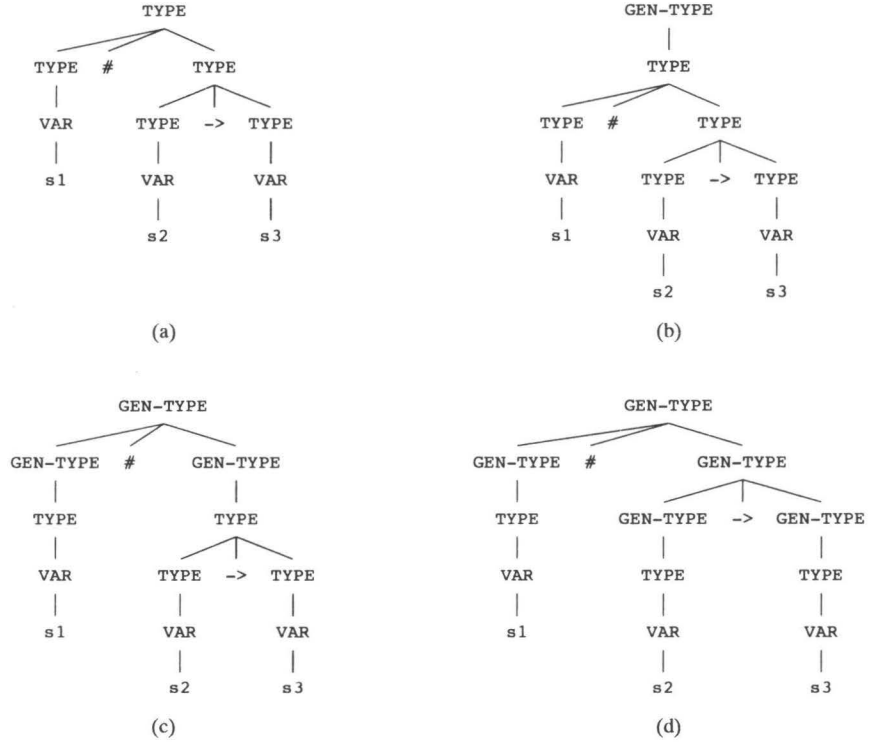 TYPE
TYPE # TYPE
VAR TYPE -> TYPE
s1 VAR VAR
s2 s3
(a)
GEN-TYPE
TYPE
TYPE # TYPE
VAR TYPE -> TYPE
s1 VAR VAR
s2 s3
(b)
GEN-TYPE
GEN-TYPE # GEN-TYPE
TYPE TYPE
VAR TYPE -> TYPE
s1 VAR VAR
s2 s3
(c)
GEN-TYPE
GEN-TYPE # GEN-TYPE
TYPE GEN-TYPE -> GEN-TYPE
VAR TYPE TYPE
s1 VAR VAR
s2 s3
(d)